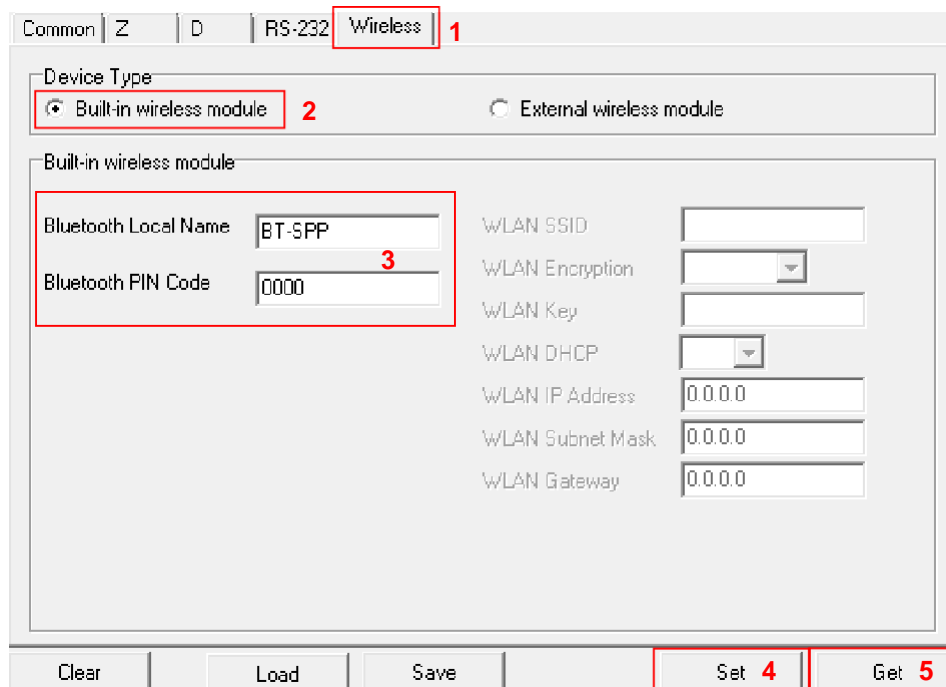 Common Z D RS-232 Wireless 1
Device Type
Built-in wireless module 2 External wireless module
Built-in wireless module
Bluetooth Local Name BT-SPP WLAN SSID
3
WLAN Encryption
Bluetooth PIN Code 0000
WLAN Key
WLAN DHCP
WLAN IP Address 0.0.0.0
WLAN Subnet Mask 0.0.0.0
WLAN Gateway 0.0.0.0
Clear Load Save Set 4 Get 5